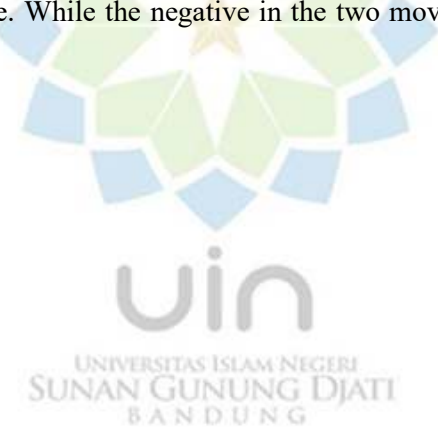 e. While the negative in the two mov
uin
UNIVERSITAS ISLAM NEGERI
SUNAN GUNUNG DJATI
BANDUNG